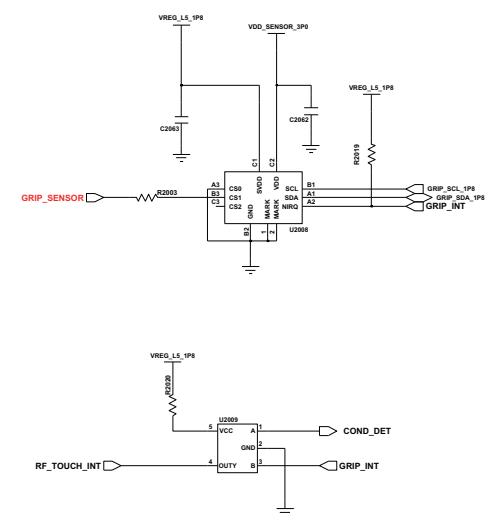 VREG_L5_1P8
VDD_SENSOR_3P0
VREG_L5_1P8
C2063
C2062
R2019
C1
C2
GRIP_SENSOR
R2003
A3 CS0
B3 CS1
C3 CS2
SVDD
VDD
GND
MARK
MARK
SCL B1 GRIP_SCL_1P8
SDA A1 GRIP_SDA_1P8
NIRQ A2 GRIP_INT
B2
1
2
U2008
VREG_L5_1P8
R2020
U2009
5 VCC
A 1 COND_DET
GND 2
RF_TOUCH_INT 4 OUTY
B 3 GRIP_INT